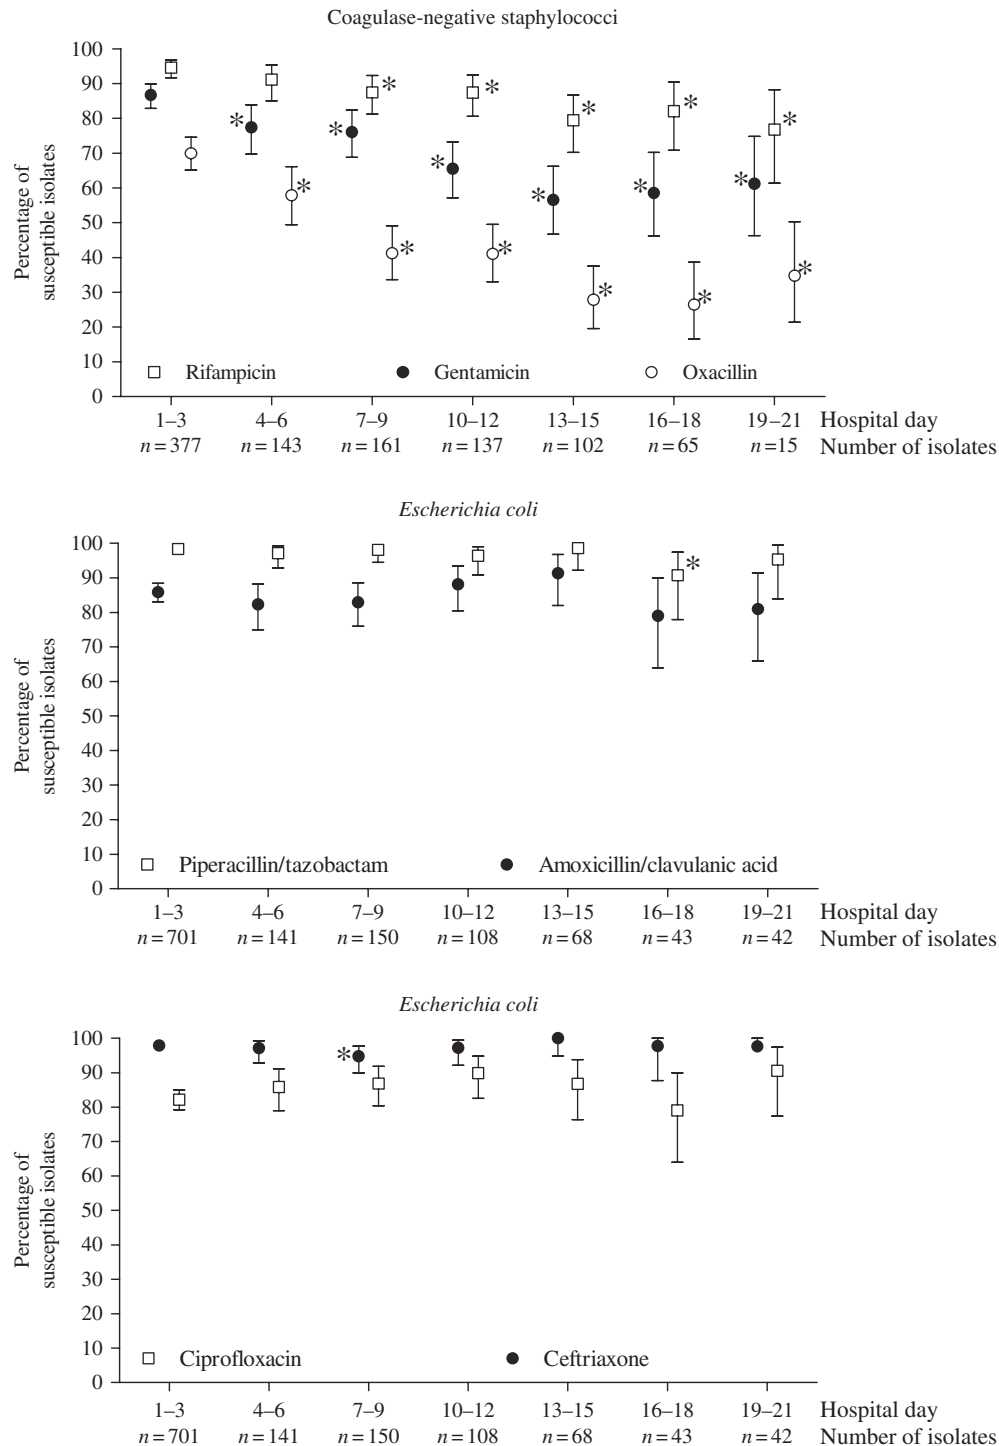 Coagulase-negative staphylococci
Percentage of
susceptible isolates
100
90
80
70
60
50
40
30
20
10
0
* * * * * * * * * * * * * * * * *
Rifampicin Gentamicin Oxacillin
1–3 4–6 7–9 10–12 13–15 16–18 19–21 Hospital day
n=377 n=143 n=161 n=137 n=102 n=65 n=15 Number of isolates
Escherichia coli
Percentage of
susceptible isolates
100
90
80
70
60
50
40
30
20
10
0
*
Piperacillin/tazobactam Amoxicillin/clavulanic acid
1–3 4–6 7–9 10–12 13–15 16–18 19–21 Hospital day
n=701 n=141 n=150 n=108 n=68 n=43 n=42 Number of isolates
Escherichia coli
Percentage of
susceptible isolates
100
90
80
70
60
50
40
30
20
10
0
*
Ciprofloxacin Ceftriaxone
1–3 4–6 7–9 10–12 13–15 16–18 19–21 Hospital day
n=701 n=141 n=150 n=108 n=68 n=43 n=42 Number of isolates